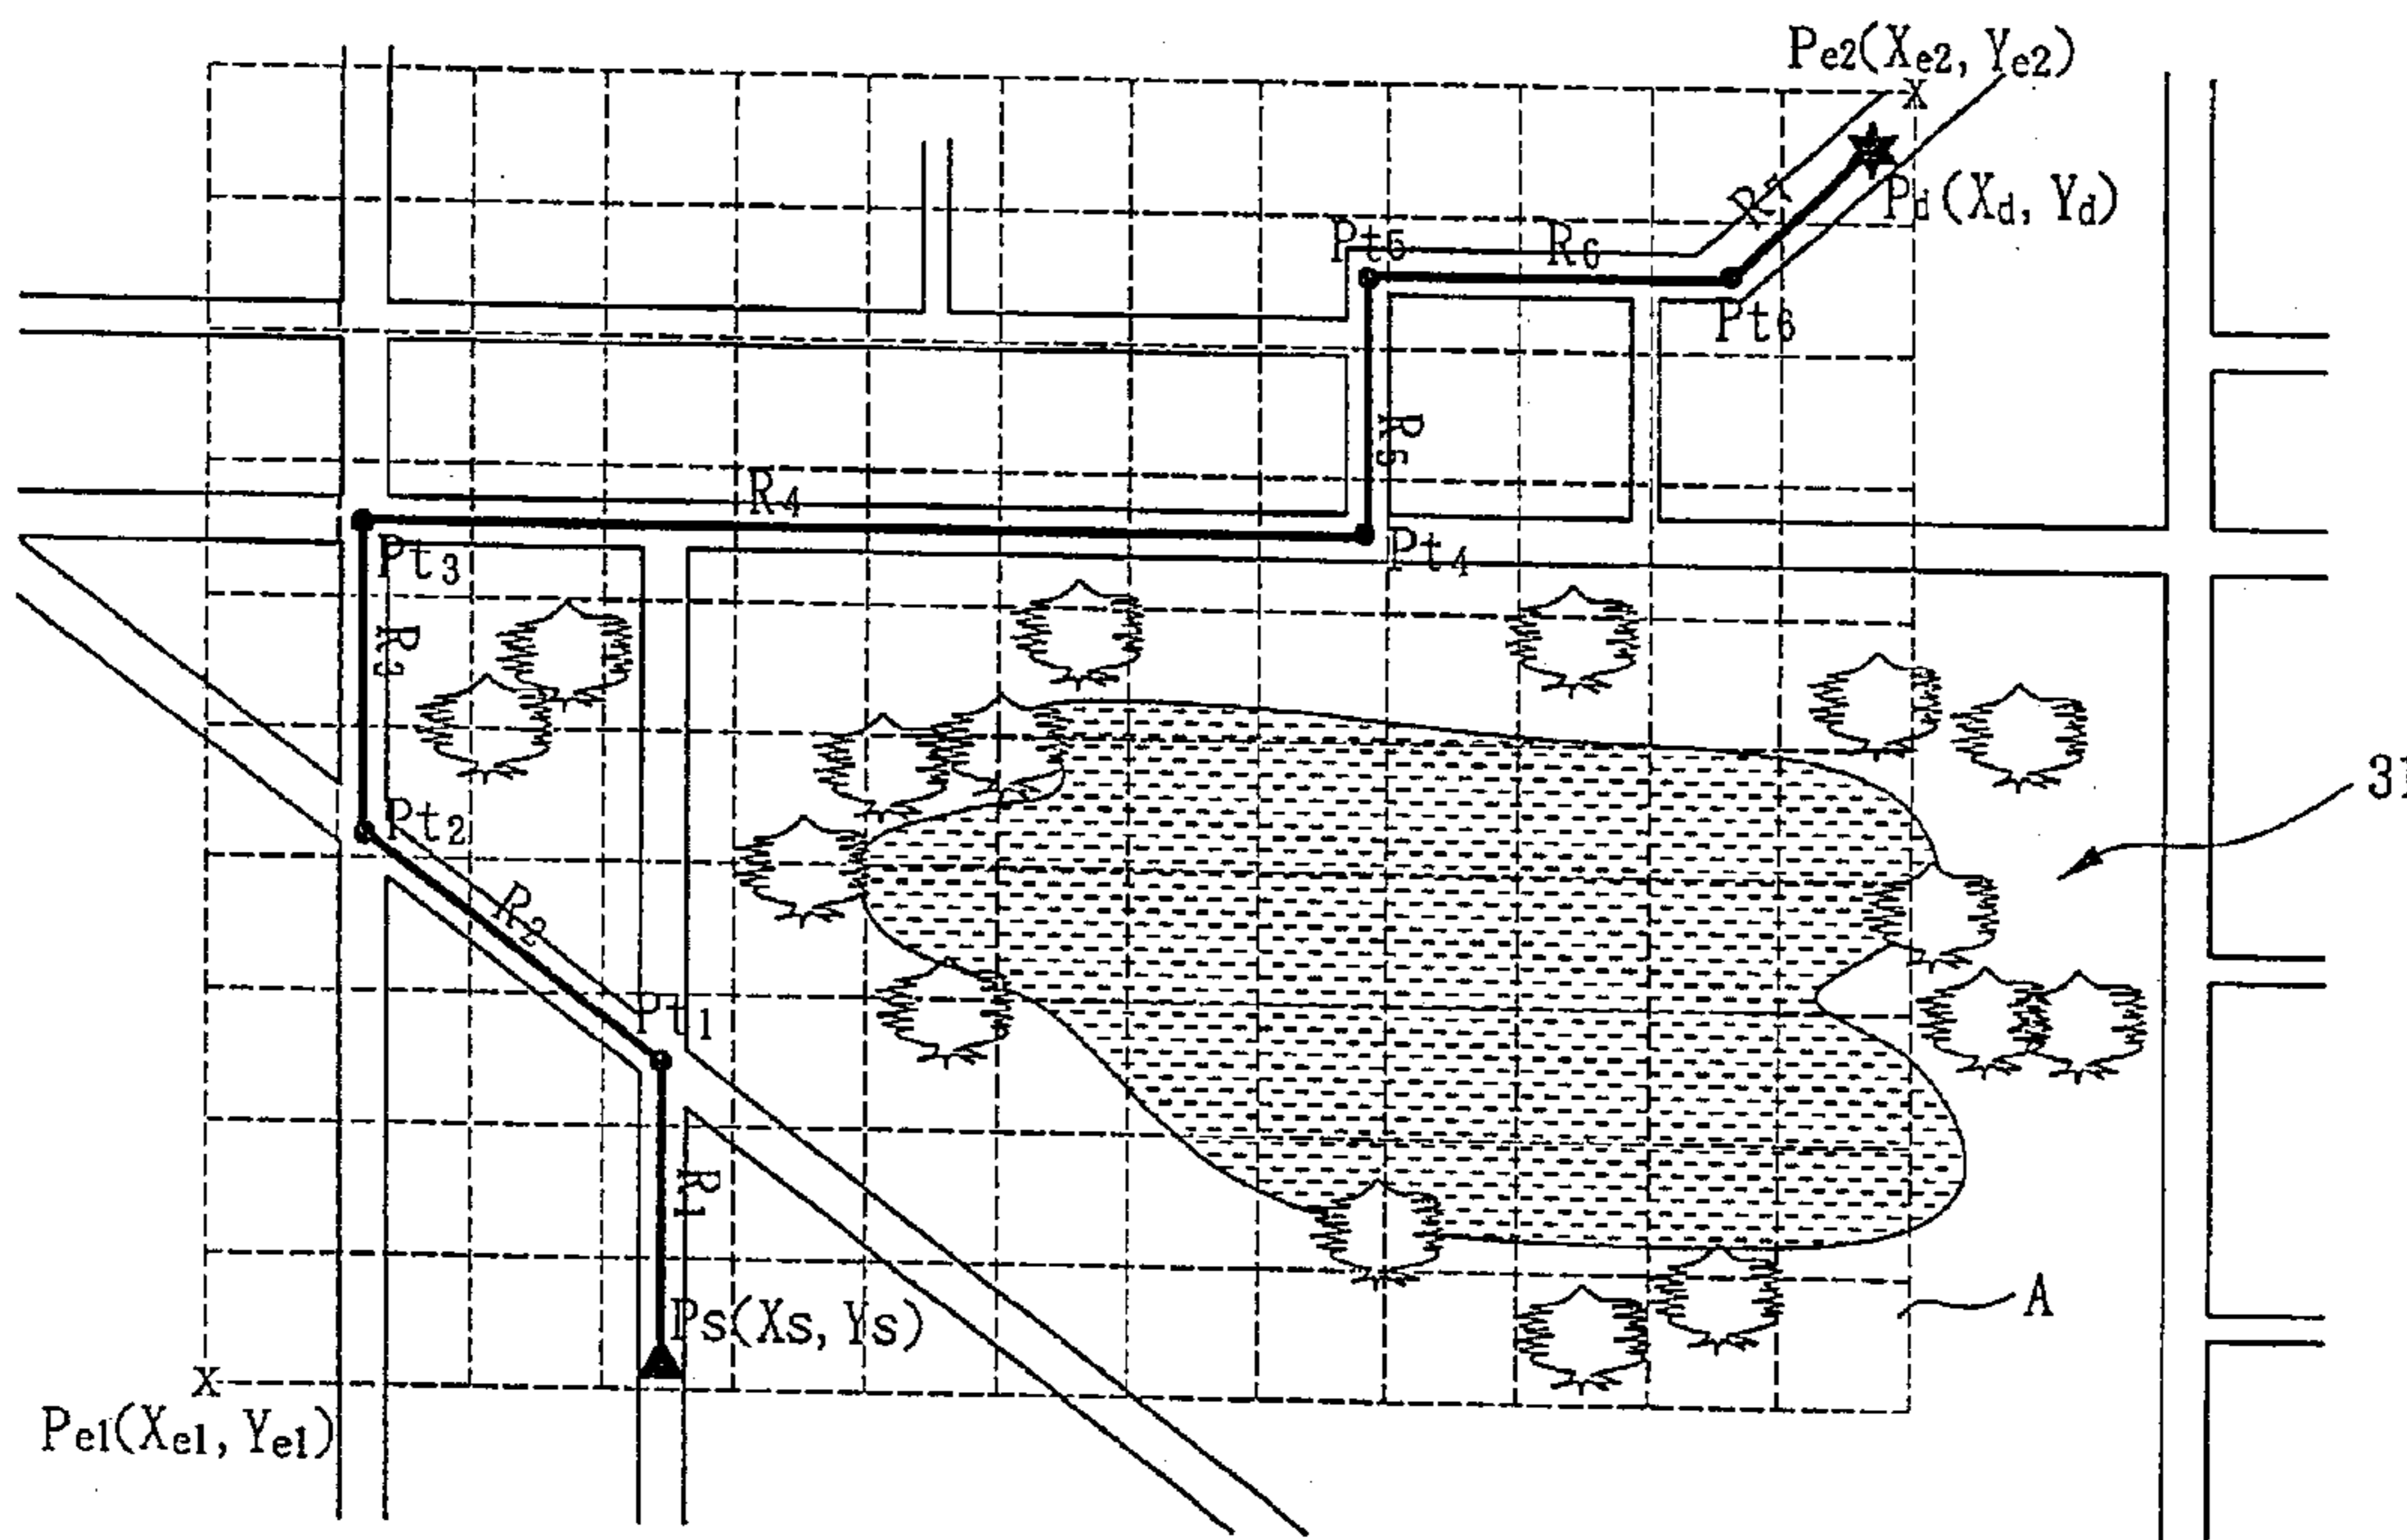 Pe2(Xe2, Ye2)
Pd(Xd, Yd)
R7
Pt5
R6
Pt6
R5
R4
Pt3
Pt4
R3
31
Pt2
R2
Pt1
R1
A
Ps(Xs, Ys)
Pe1(Xe1, Ye1)